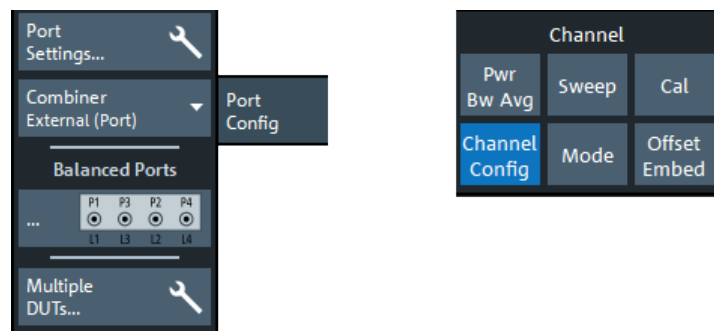 Port
Settings...
Combiner
External (Port)
Port
Config
Balanced Ports
...
P1 P3 P2 P4
L1 L3 L2 L4
Multiple
DUTs...
Channel
Pwr
Bw Avg
Sweep
Cal
Channel
Config
Mode
Offset
Embed